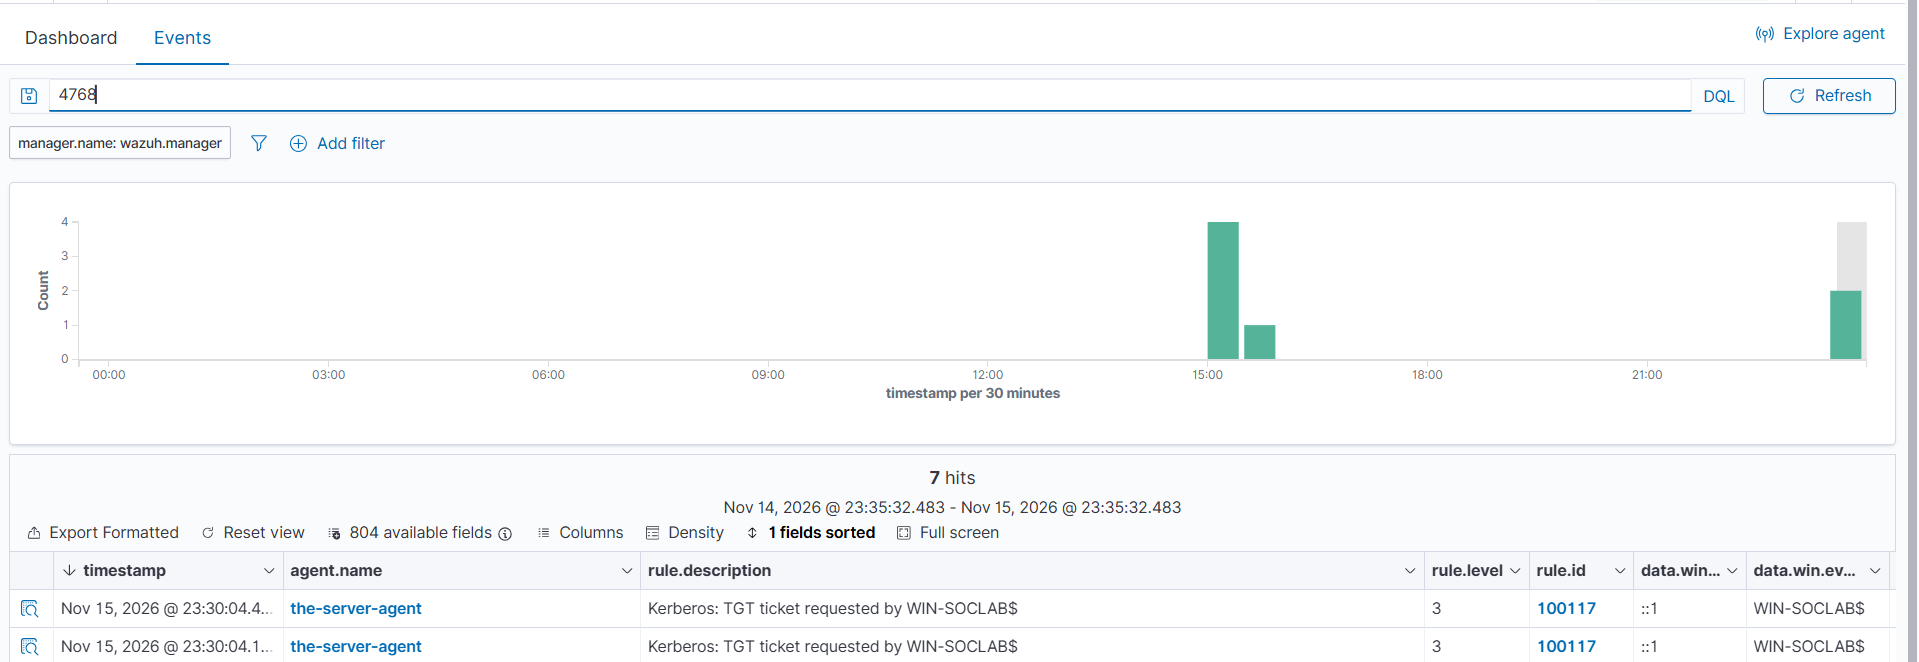 Dashboard Events Explore agent
4768 DQL Refresh
manager.name: wazuh.manager Add filter
4
3
2
1
0
Count
00:00 03:00 06:00 09:00 12:00 15:00 18:00 21:00
timestamp per 30 minutes
7 hits
Nov 14, 2026 @ 23:35:32.483 - Nov 15, 2026 @ 23:35:32.483
Export Formatted Reset view 804 available fields Columns Density 1 fields sorted Full screen
timestamp agent.name rule.description rule.level rule.id data.win... data.win.ev...
Nov 15, 2026 @ 23:30:04.4... the-server-agent Kerberos: TGT ticket requested by WIN-SOCLAB$ 3 100117 ::1 WIN-SOCLAB$
Nov 15, 2026 @ 23:30:04.1... the-server-agent Kerberos: TGT ticket requested by WIN-SOCLAB$ 3 100117 ::1 WIN-SOCLAB$